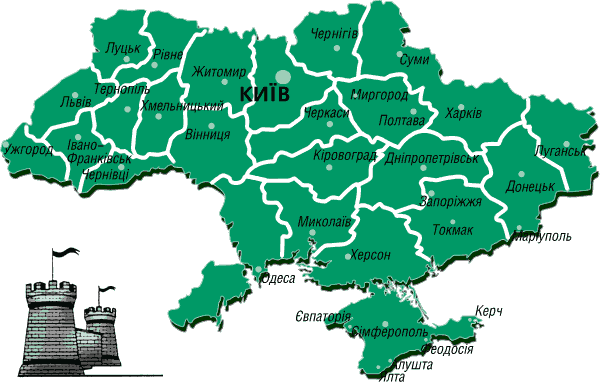 Чернігів
Луцьк
Рівне
Суми
Житомир
Тернопіль
КИЇВ
Миргород
Львів
Хмельницький
Черкаси
Полтава
Харків
Вінниця
Ужгород
Івано-
Франківськ
Чернівці
Кіровоград
Дніпропетрівськ
Луганськ
Донецьк
Запоріжжя
Миколаїв
Токмак
Маріуполь
Херсон
Одеса
Євпаторія
Керч
Сімферополь
Феодосія
Алушта
Ялта